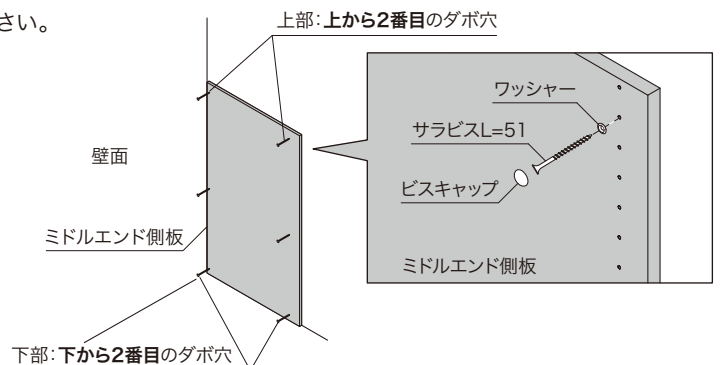 さい。
上部：上から2番目のダボ穴
ワッシャー
サラビスL=51
壁面
ビスキャップ
ミドルエンド側板
ミドルエンド側板
下部：下から2番目のダボ穴